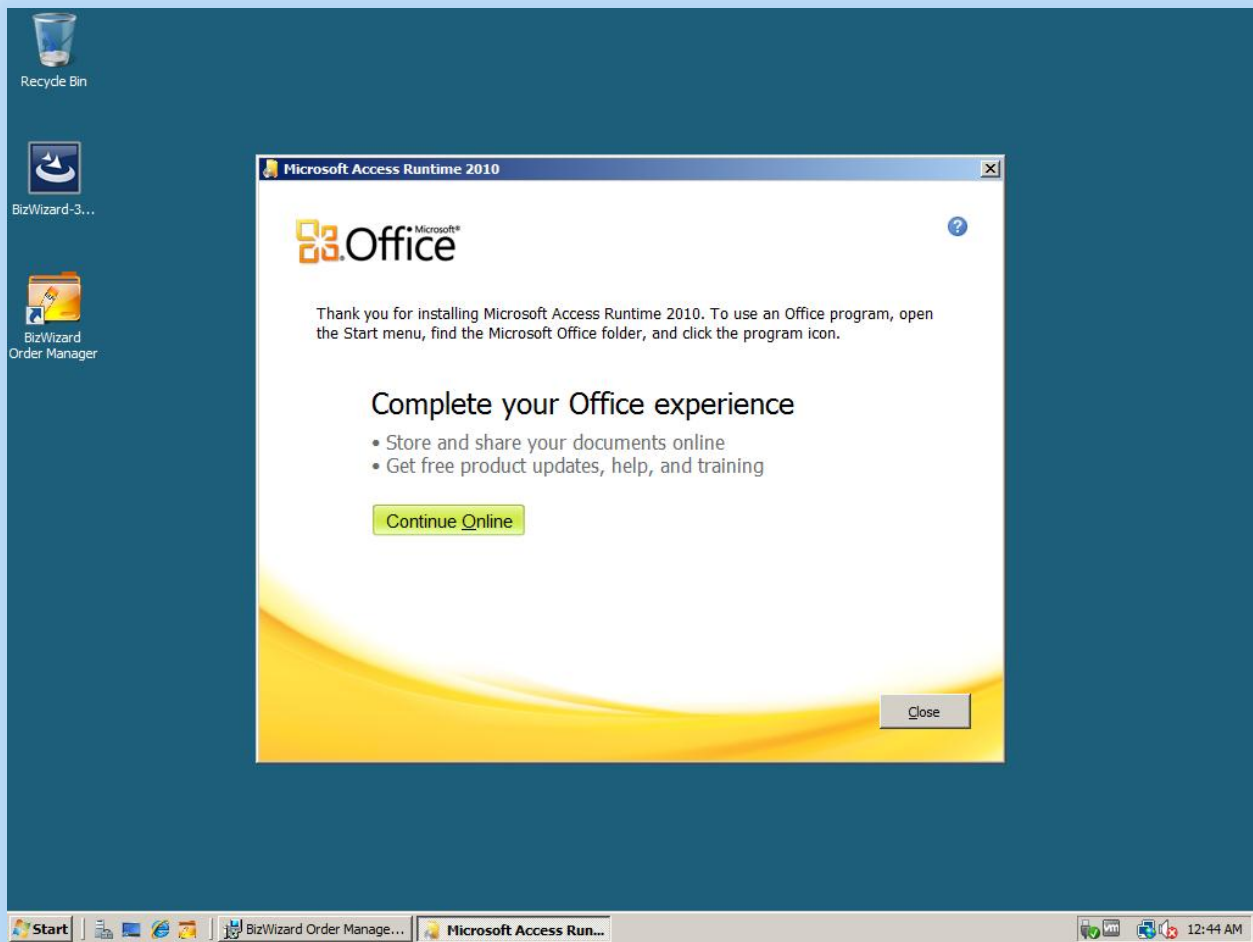 Recycle Bin
BizWizard-3...
BizWizard
Order Manager
Microsoft Access Runtime 2010
Microsoft®
Office
Thank you for installing Microsoft Access Runtime 2010. To use an Office program, open
the Start menu, find the Microsoft Office folder, and click the program icon.
Complete your Office experience
• Store and share your documents online
• Get free product updates, help, and training
Continue Online
Close
Start
BizWizard Order Manage...
Microsoft Access Run...
vm
12:44 AM